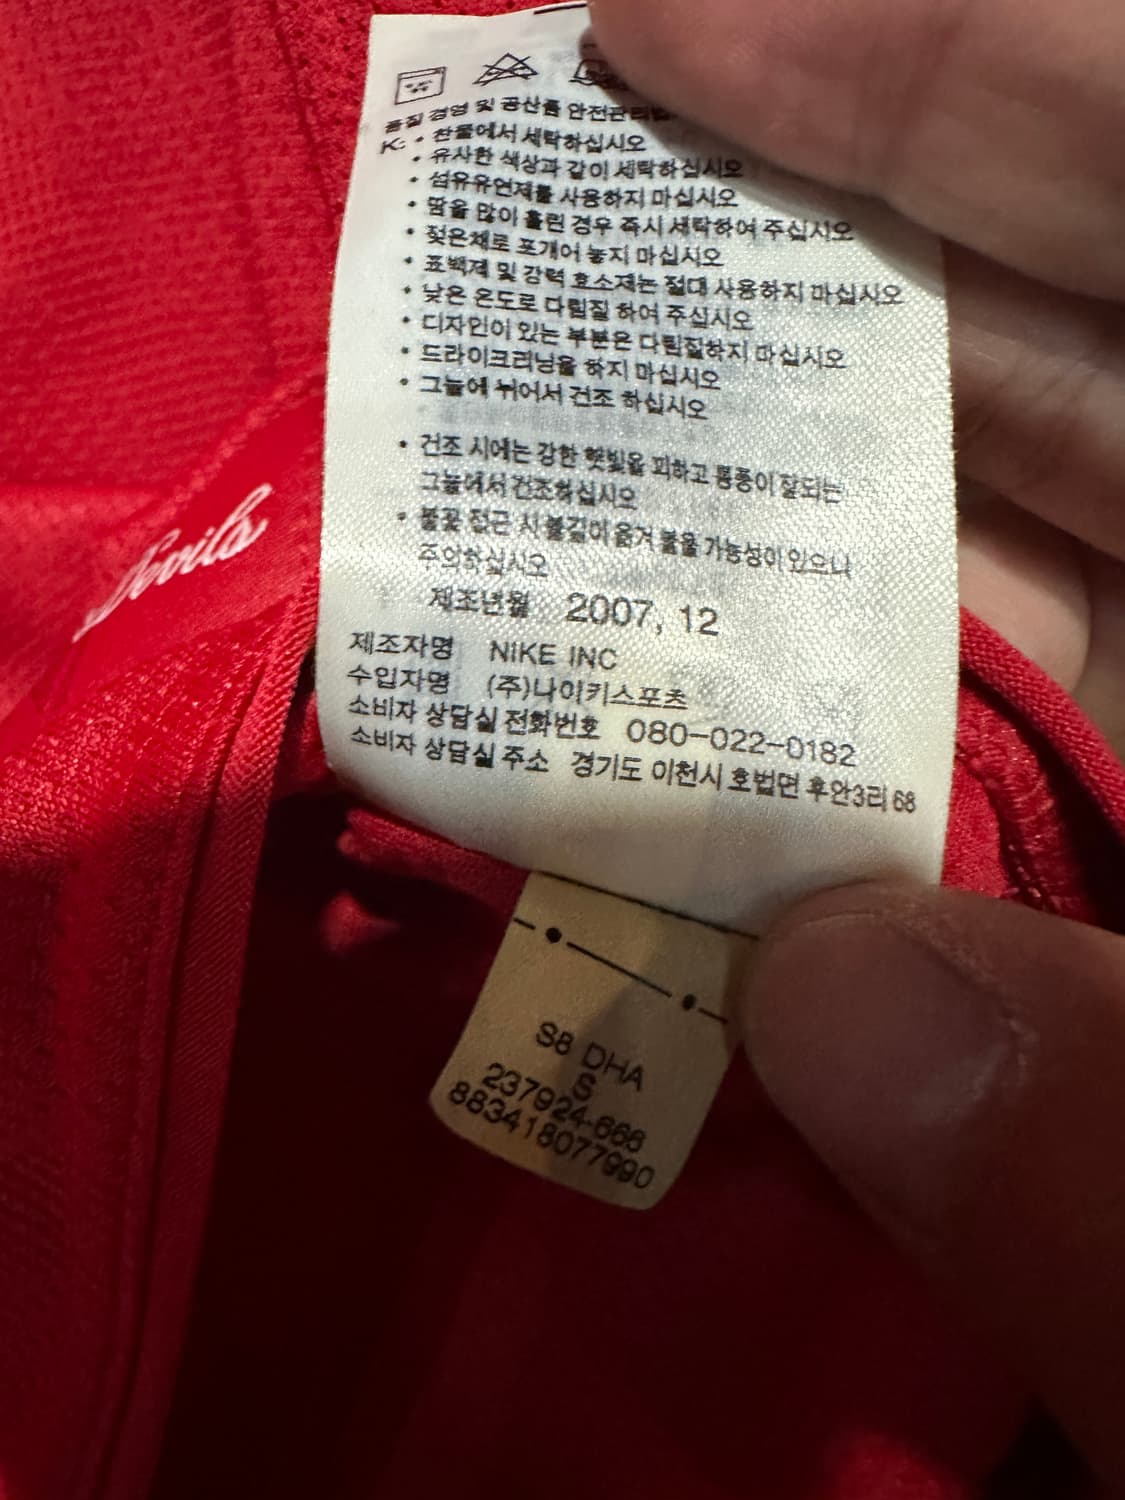 품질 경영 및 공산품 안전관리법
K: • 찬물에서 세탁하십시오
• 유사한 색상과 같이 세탁하십시오
• 섬유유연제를 사용하지 마십시오
• 땀을 많이 흘린 경우 즉시 세탁하여 주십시오
• 젖은채로 포개어 놓지 마십시오
• 표백제 및 강력 효소제는 절대 사용하지 마십시오
• 낮은 온도로 다림질 하여 주십시오
• 디자인이 있는 부분은 다림질하지 마십시오
• 드라이크리닝을 하지 마십시오
• 그늘에 뉘어서 건조 하십시오
• 건조 시에는 강한 햇빛을 피하고 통풍이 잘되는
그늘에서 건조하십시오
• 불꽃 접근 시 불길이 옮겨 붙을 가능성이 있으니
주의하십시오
제조년월 2007, 12
제조자명 NIKE INC
수입자명 (주)나이키스포츠
소비자 상담실 전화번호 080-022-0182
소비자 상담실 주소 경기도 이천시 호법면 후안3리 68
Devils
S8 DHA
S
237924-666
883418077990